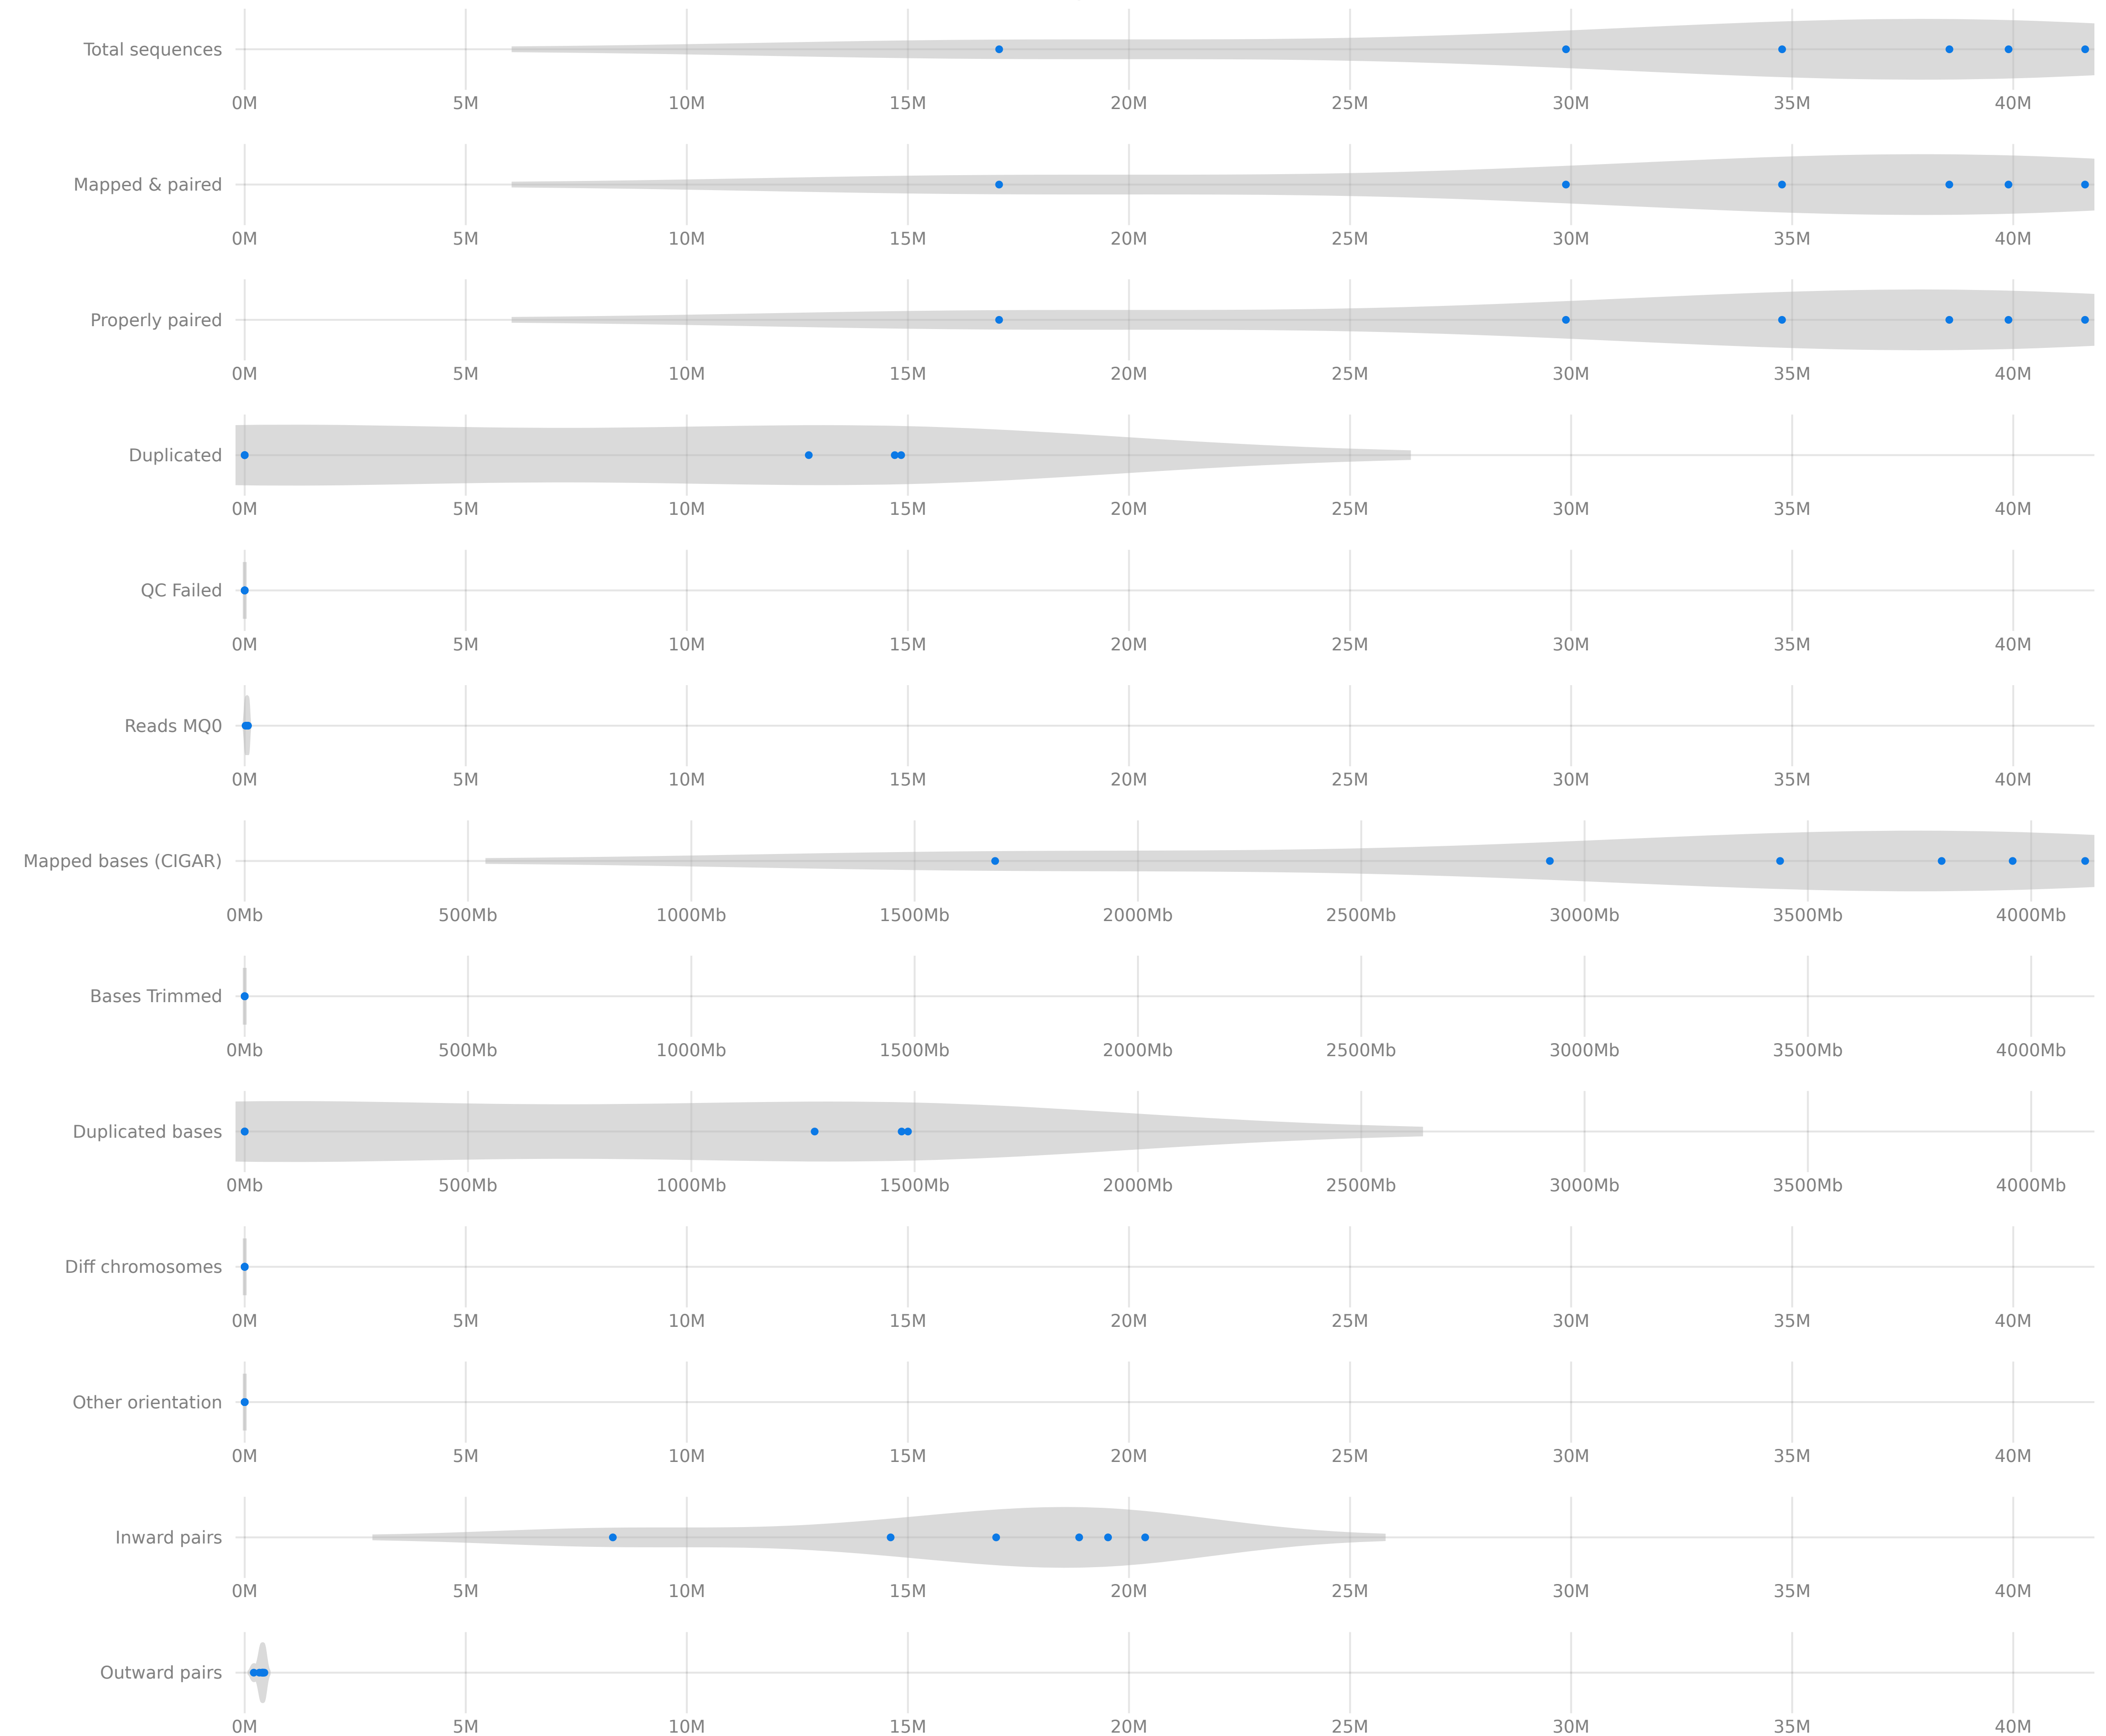 Total sequences
0M 5M 10M 15M 20M 25M 30M 35M 40M
Mapped & paired
0M 5M 10M 15M 20M 25M 30M 35M 40M
Properly paired
0M 5M 10M 15M 20M 25M 30M 35M 40M
Duplicated
0M 5M 10M 15M 20M 25M 30M 35M 40M
QC Failed
0M 5M 10M 15M 20M 25M 30M 35M 40M
Reads MQ0
0M 5M 10M 15M 20M 25M 30M 35M 40M
Mapped bases (CIGAR)
0Mb 500Mb 1000Mb 1500Mb 2000Mb 2500Mb 3000Mb 3500Mb 4000Mb
Bases Trimmed
0Mb 500Mb 1000Mb 1500Mb 2000Mb 2500Mb 3000Mb 3500Mb 4000Mb
Duplicated bases
0Mb 500Mb 1000Mb 1500Mb 2000Mb 2500Mb 3000Mb 3500Mb 4000Mb
Diff chromosomes
0M 5M 10M 15M 20M 25M 30M 35M 40M
Other orientation
0M 5M 10M 15M 20M 25M 30M 35M 40M
Inward pairs
0M 5M 10M 15M 20M 25M 30M 35M 40M
Outward pairs
0M 5M 10M 15M 20M 25M 30M 35M 40M